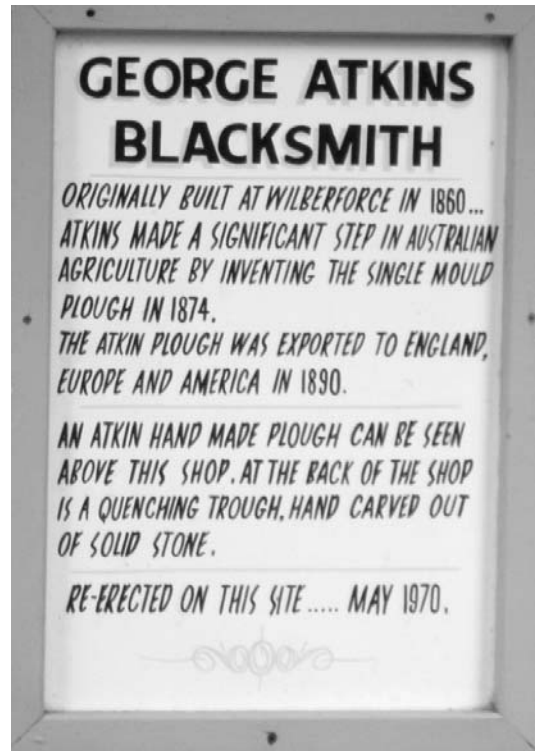 GEORGE ATKINS
BLACKSMITH
ORIGINALLY BUILT AT WILBERFORCE IN 1860...
ATKINS MADE A SIGNIFICANT STEP IN AUSTRALIAN
AGRICULTURE BY INVENTING THE SINGLE MOULD
PLOUGH IN 1874.
THE ATKIN PLOUGH WAS EXPORTED TO ENGLAND,
EUROPE AND AMERICA IN 1890.
AN ATKIN HAND MADE PLOUGH CAN BE SEEN
ABOVE THIS SHOP. AT THE BACK OF THE SHOP
IS A QUENCHING TROUGH, HAND CARVED OUT
OF SOLID STONE.
RE-ERECTED ON THIS SITE ..... MAY 1970.